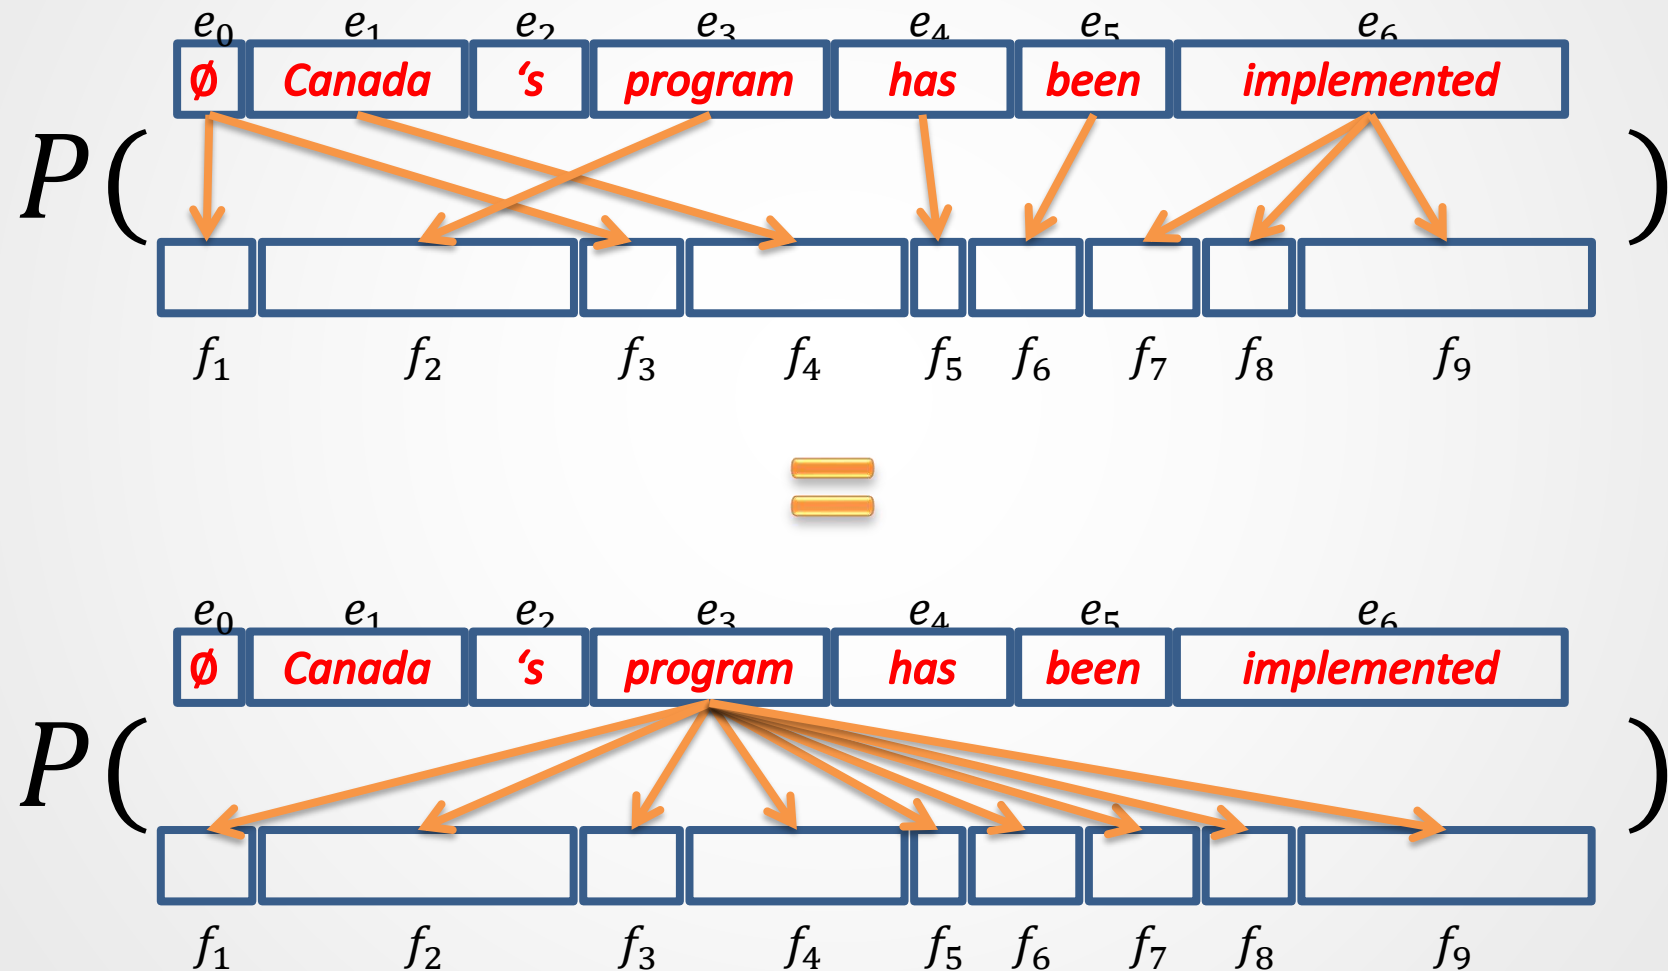 e₀ e₁ e₂ e₃ e₄ e₅ e₆
Ø Canada ‘s program has been implemented
P( )
f₁ f₂ f₃ f₄ f₅ f₆ f₇ f₈ f₉
=
e₀ e₁ e₂ e₃ e₄ e₅ e₆
Ø Canada ‘s program has been implemented
P( )
f₁ f₂ f₃ f₄ f₅ f₆ f₇ f₈ f₉